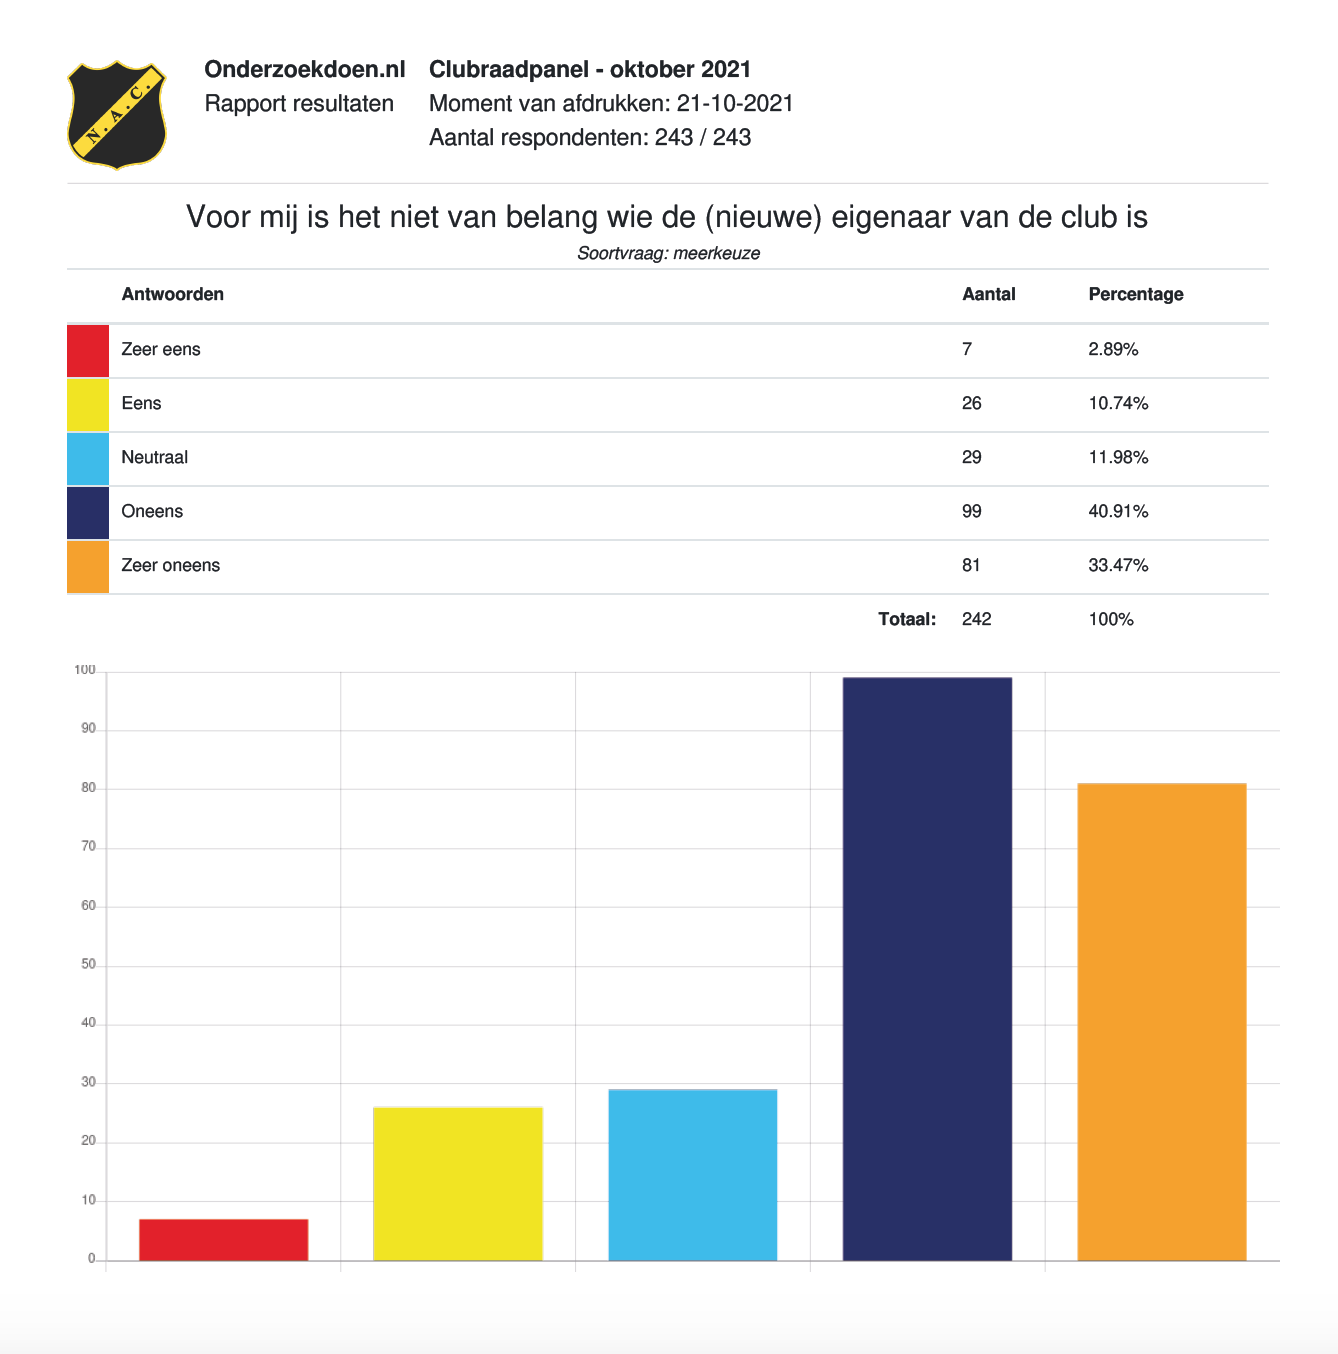 N.A.C.
Onderzoekdoen.nl Clubraadpanel - oktober 2021
Rapport resultaten Moment van afdrukken: 21-10-2021
Aantal respondenten: 243 / 243
Voor mij is het niet van belang wie de (nieuwe) eigenaar van de club is
Soortvraag: meerkeuze
Antwoorden Aantal Percentage
Zeer eens 7 2.89%
Eens 26 10.74%
Neutraal 29 11.98%
Oneens 99 40.91%
Zeer oneens 81 33.47%
Totaal: 242 100%
100
90
80
70
60
50
40
30
20
10
0